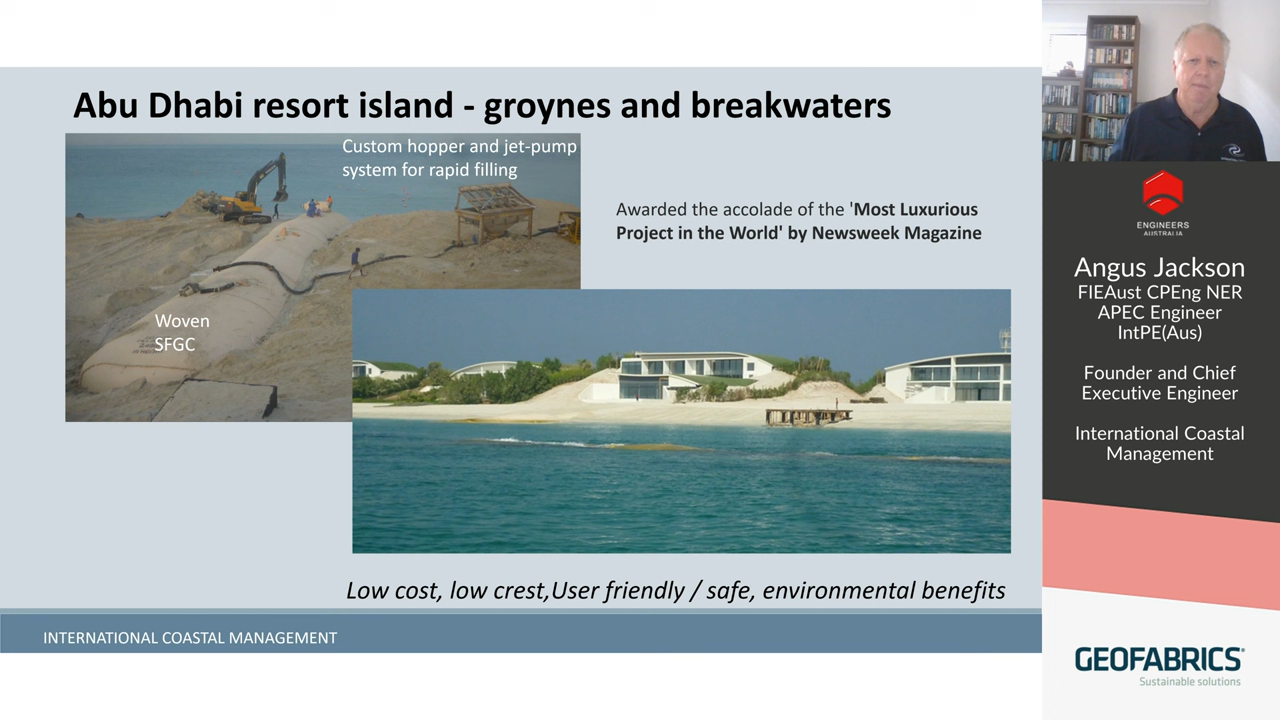 Abu Dhabi resort island - groynes and breakwaters
Custom hopper and jet-pump
system for rapid filling
Woven
SFGC
Awarded the accolade of the 'Most Luxurious
Project in the World' by Newsweek Magazine
Low cost, low crest,User friendly / safe, environmental benefits
INTERNATIONAL COASTAL MANAGEMENT
ENGINEERS
AUSTRALIA
Angus Jackson
FIEAust CPEng NER
APEC Engineer
IntPE(Aus)
Founder and Chief
Executive Engineer
International Coastal
Management
GEOFABRICS
Sustainable solutions